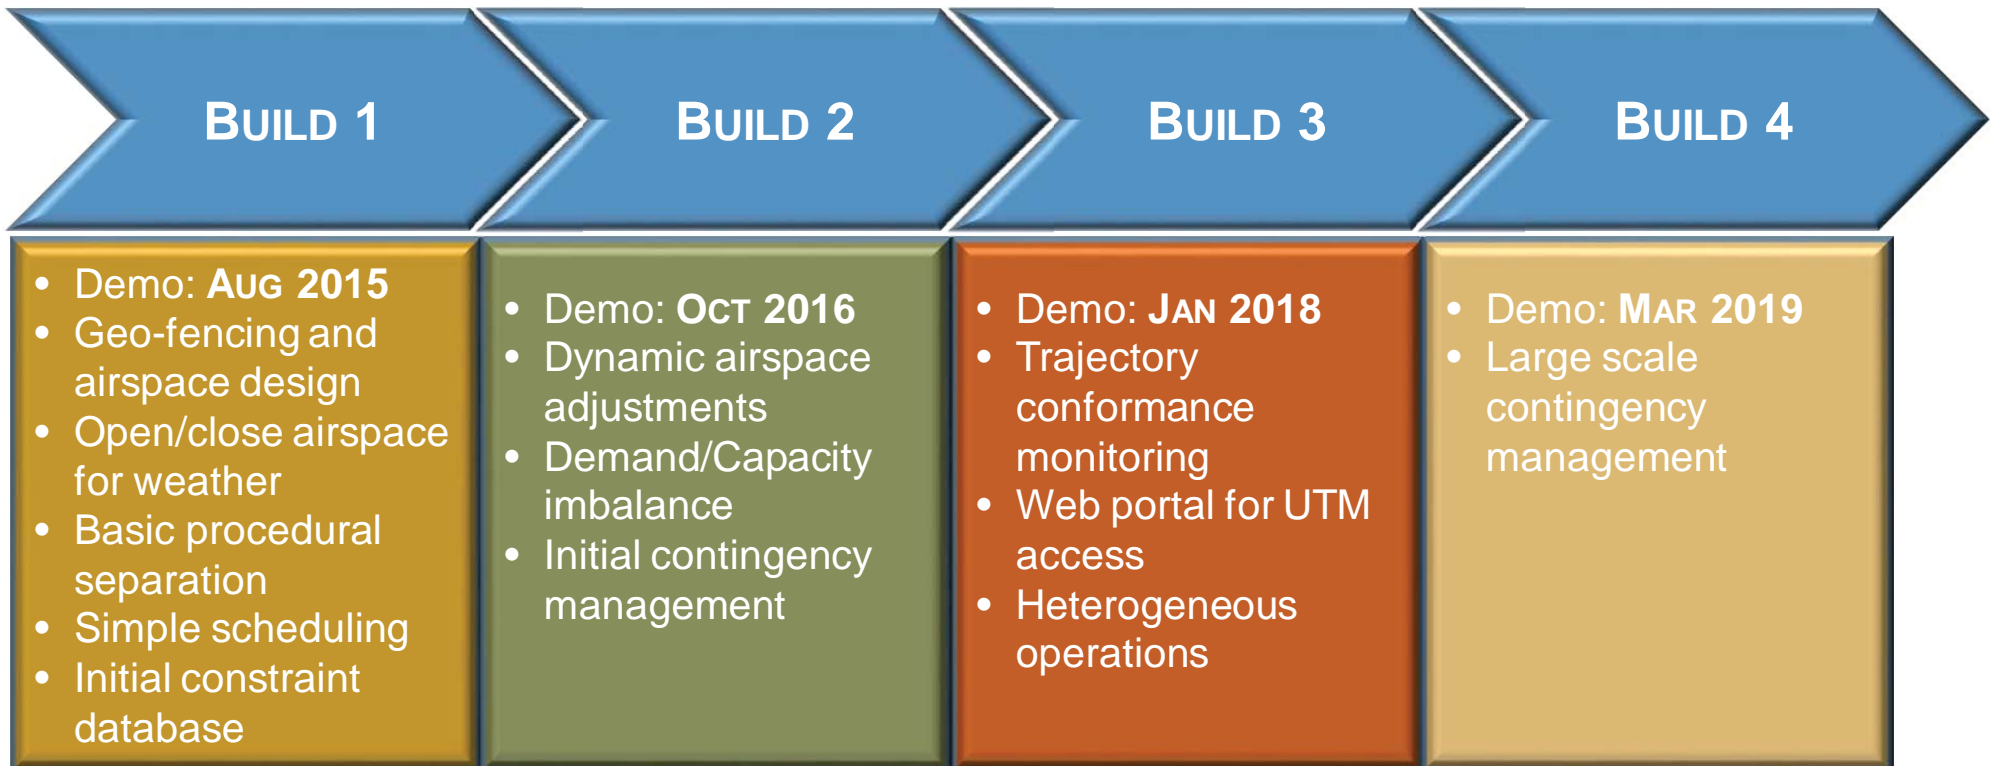 BUILD 1
BUILD 2
BUILD 3
BUILD 4
• Demo: AUG 2015
• Geo-fencing and
airspace design
• Open/close airspace
for weather
• Basic procedural
separation
• Simple scheduling
• Initial constraint
database
• Demo: OCT 2016
• Dynamic airspace
adjustments
• Demand/Capacity
imbalance
• Initial contingency
management
• Demo: JAN 2018
• Trajectory
conformance
monitoring
• Web portal for UTM
access
• Heterogeneous
operations
• Demo: MAR 2019
• Large scale
contingency
management